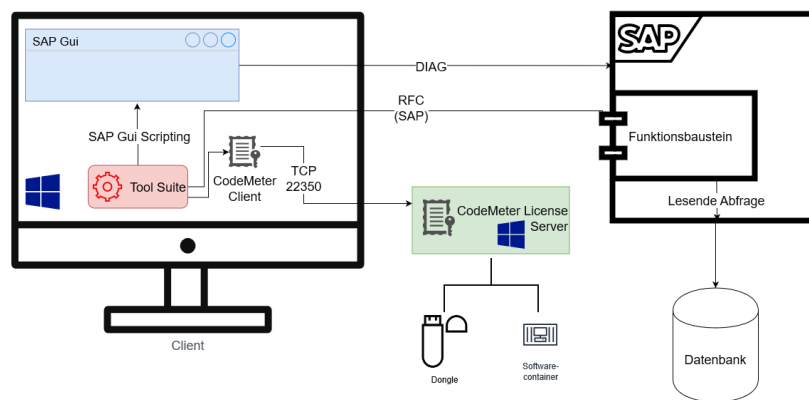 SAP Gui
SAP
DIAG
RFC
(SAP)
Funktionsbaustein
SAP Gui Scripting
Tool Suite
CodeMeter
Client
TCP
22350
Lesende Abfrage
CodeMeter License
Server
Client
Dongle
Software-
container
Datenbank